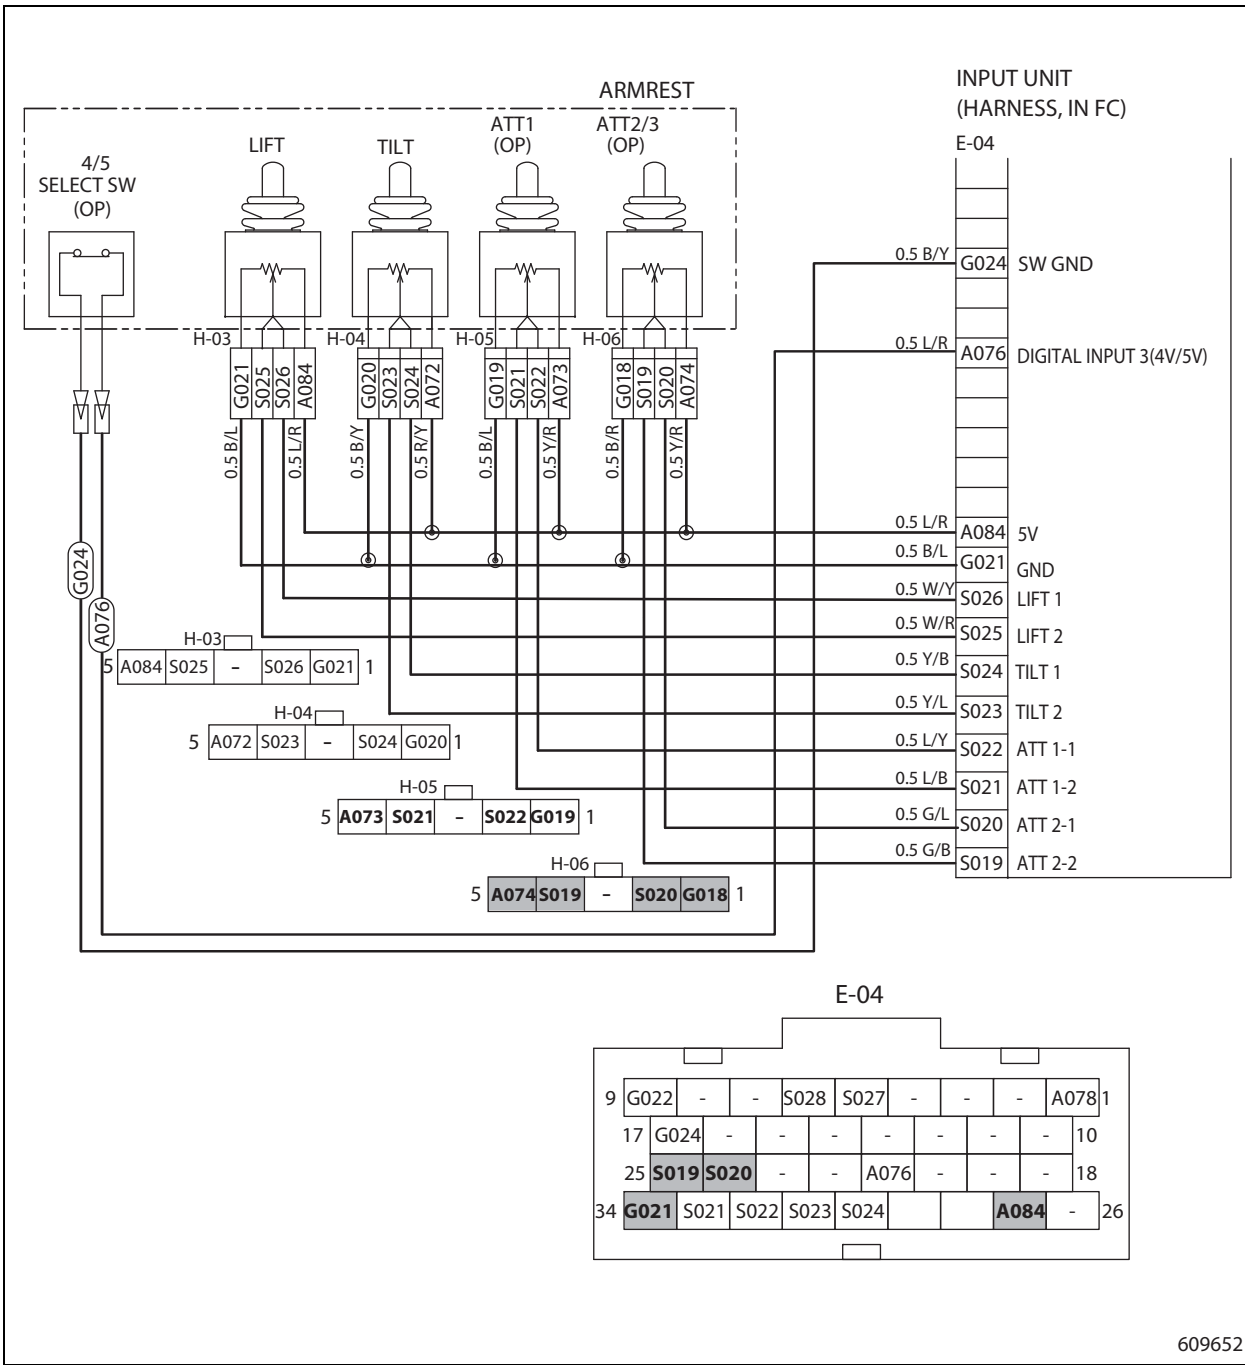 INPUT UNIT
(HARNESS, IN FC)
E-04
ARMREST
4/5
SELECT SW
(OP)
LIFT
TILT
ATT1
(OP)
ATT2/3
(OP)
H-03
H-04
H-05
H-06
G021 S025 S026 A084
G020 S023 S024 A072
G019 S021 S022 A073
G018 S019 S020 A074
0.5 B/L
0.5 L/R
0.5 B/Y
0.5 R/Y
0.5 B/L
0.5 Y/R
0.5 B/R
0.5 Y/R
0.5 B/Y G024 SW GND
0.5 L/R A076 DIGITAL INPUT 3(4V/5V)
0.5 L/R A084 5V
0.5 B/L G021 GND
0.5 W/Y S026 LIFT 1
0.5 W/R S025 LIFT 2
0.5 Y/B S024 TILT 1
0.5 Y/L S023 TILT 2
0.5 L/Y S022 ATT 1-1
0.5 L/B S021 ATT 1-2
0.5 G/L S020 ATT 2-1
0.5 G/B S019 ATT 2-2
G024
A076
H-03
5 A084 S025 – S026 G021 1
H-04
5 A072 S023 – S024 G020 1
H-05
5 A073 S021 – S022 G019 1
H-06
5 A074 S019 – S020 G018 1
E-04
9 G022 - - S028 S027 - - - A078 1
17 G024 - - - - - - - 10
25 S019 S020 - - A076 - - - 18
34 G021 S021 S022 S023 S024 A084 - 26
609652